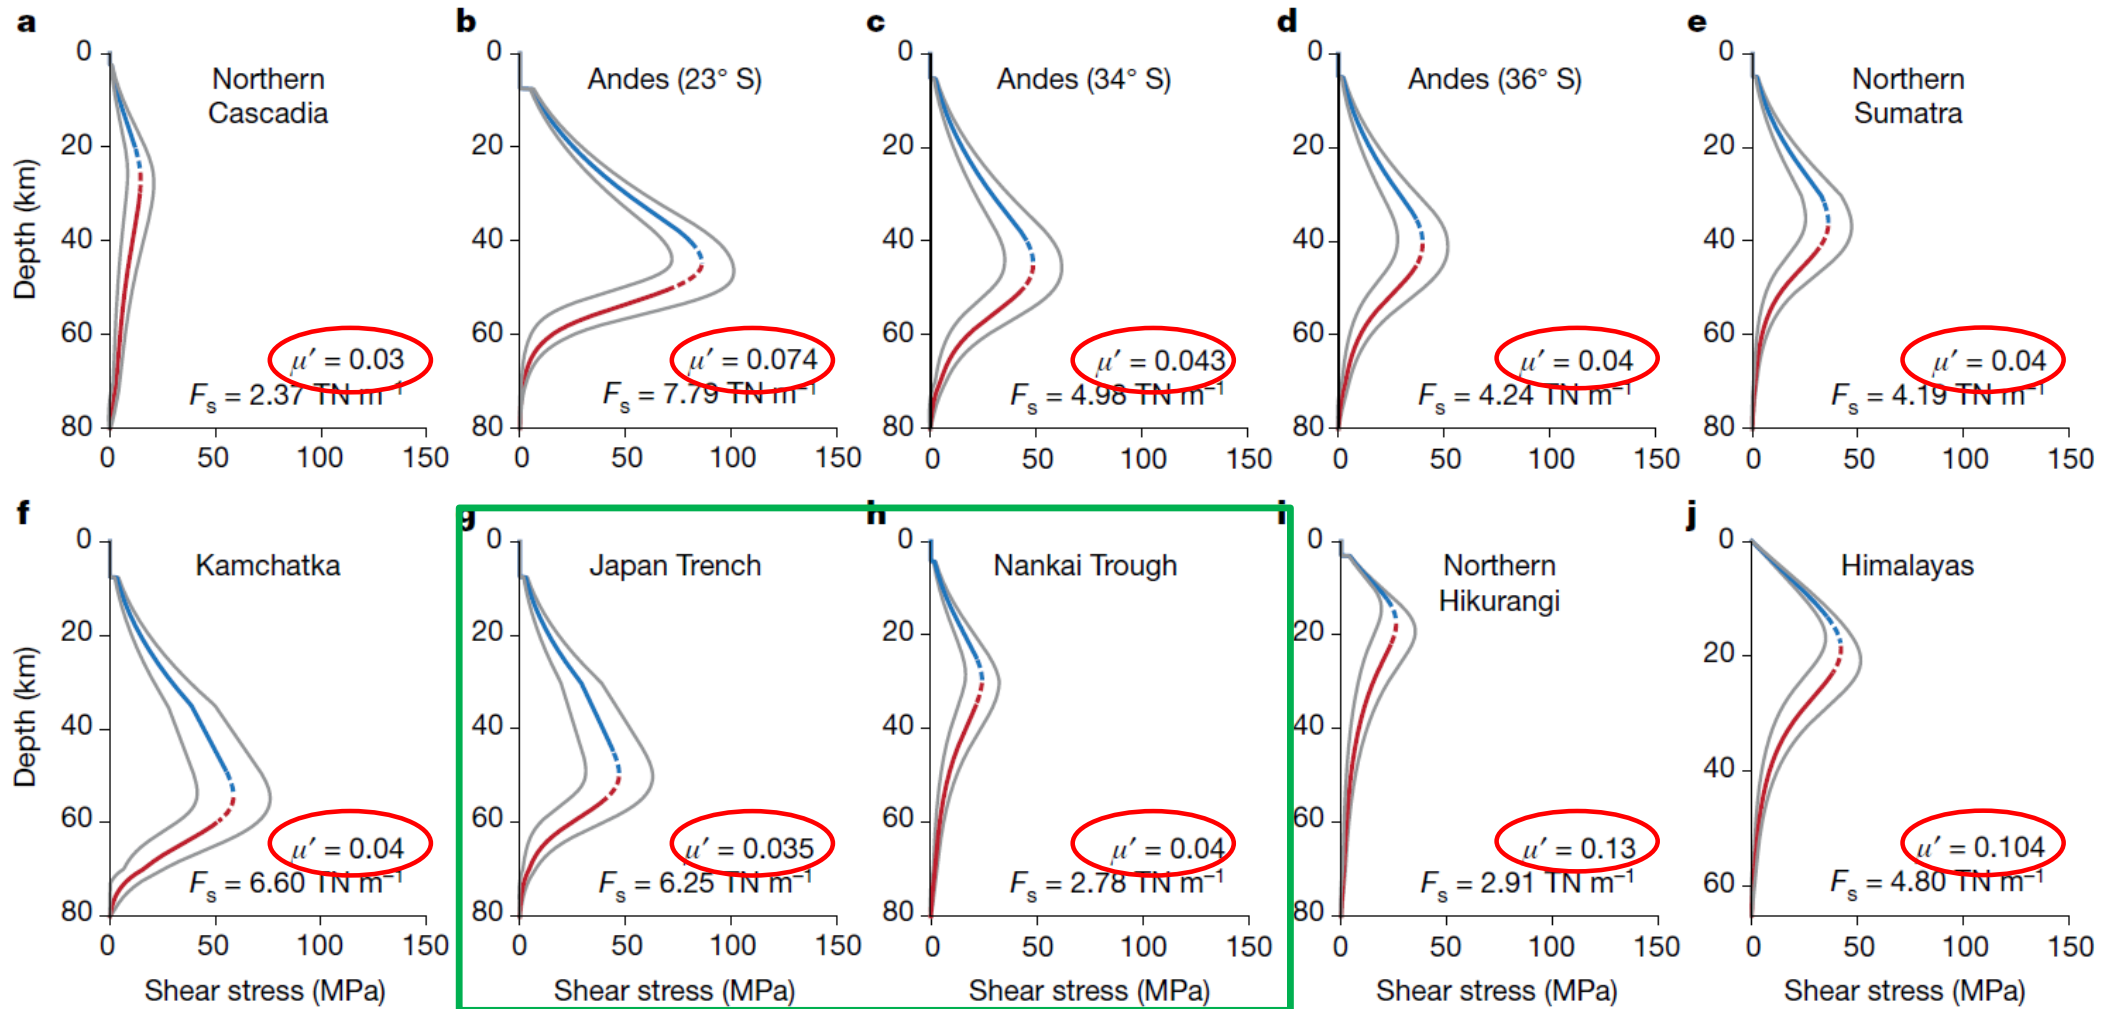 a
0
20
40
60
80
Depth (km)
Northern
Cascadia
μ′ = 0.03
Fs = 2.37 TN m⁻¹
0 50 100 150
b
0
20
40
60
80
Andes (23° S)
μ′ = 0.074
Fs = 7.79 TN m⁻¹
0 50 100 150
c
0
20
40
60
80
Andes (34° S)
μ′ = 0.043
Fs = 4.98 TN m⁻¹
0 50 100 150
d
0
20
40
60
80
Andes (36° S)
μ′ = 0.04
Fs = 4.24 TN m⁻¹
0 50 100 150
e
0
20
40
60
80
Northern
Sumatra
μ′ = 0.04
Fs = 4.19 TN m⁻¹
0 50 100 150
f
0
20
40
60
80
Depth (km)
Kamchatka
μ′ = 0.04
Fs = 6.60 TN m⁻¹
0 50 100 150
Shear stress (MPa)
g
0
20
40
60
80
Japan Trench
μ′ = 0.035
Fs = 6.25 TN m⁻¹
0 50 100 150
Shear stress (MPa)
h
0
20
40
60
80
Nankai Trough
μ′ = 0.04
Fs = 2.78 TN m⁻¹
0 50 100 150
Shear stress (MPa)
i
0
20
40
60
80
Northern
Hikurangi
μ′ = 0.13
Fs = 2.91 TN m⁻¹
0 50 100 150
Shear stress (MPa)
j
0
20
40
60
Himalayas
μ′ = 0.104
Fs = 4.80 TN m⁻¹
0 50 100 150
Shear stress (MPa)